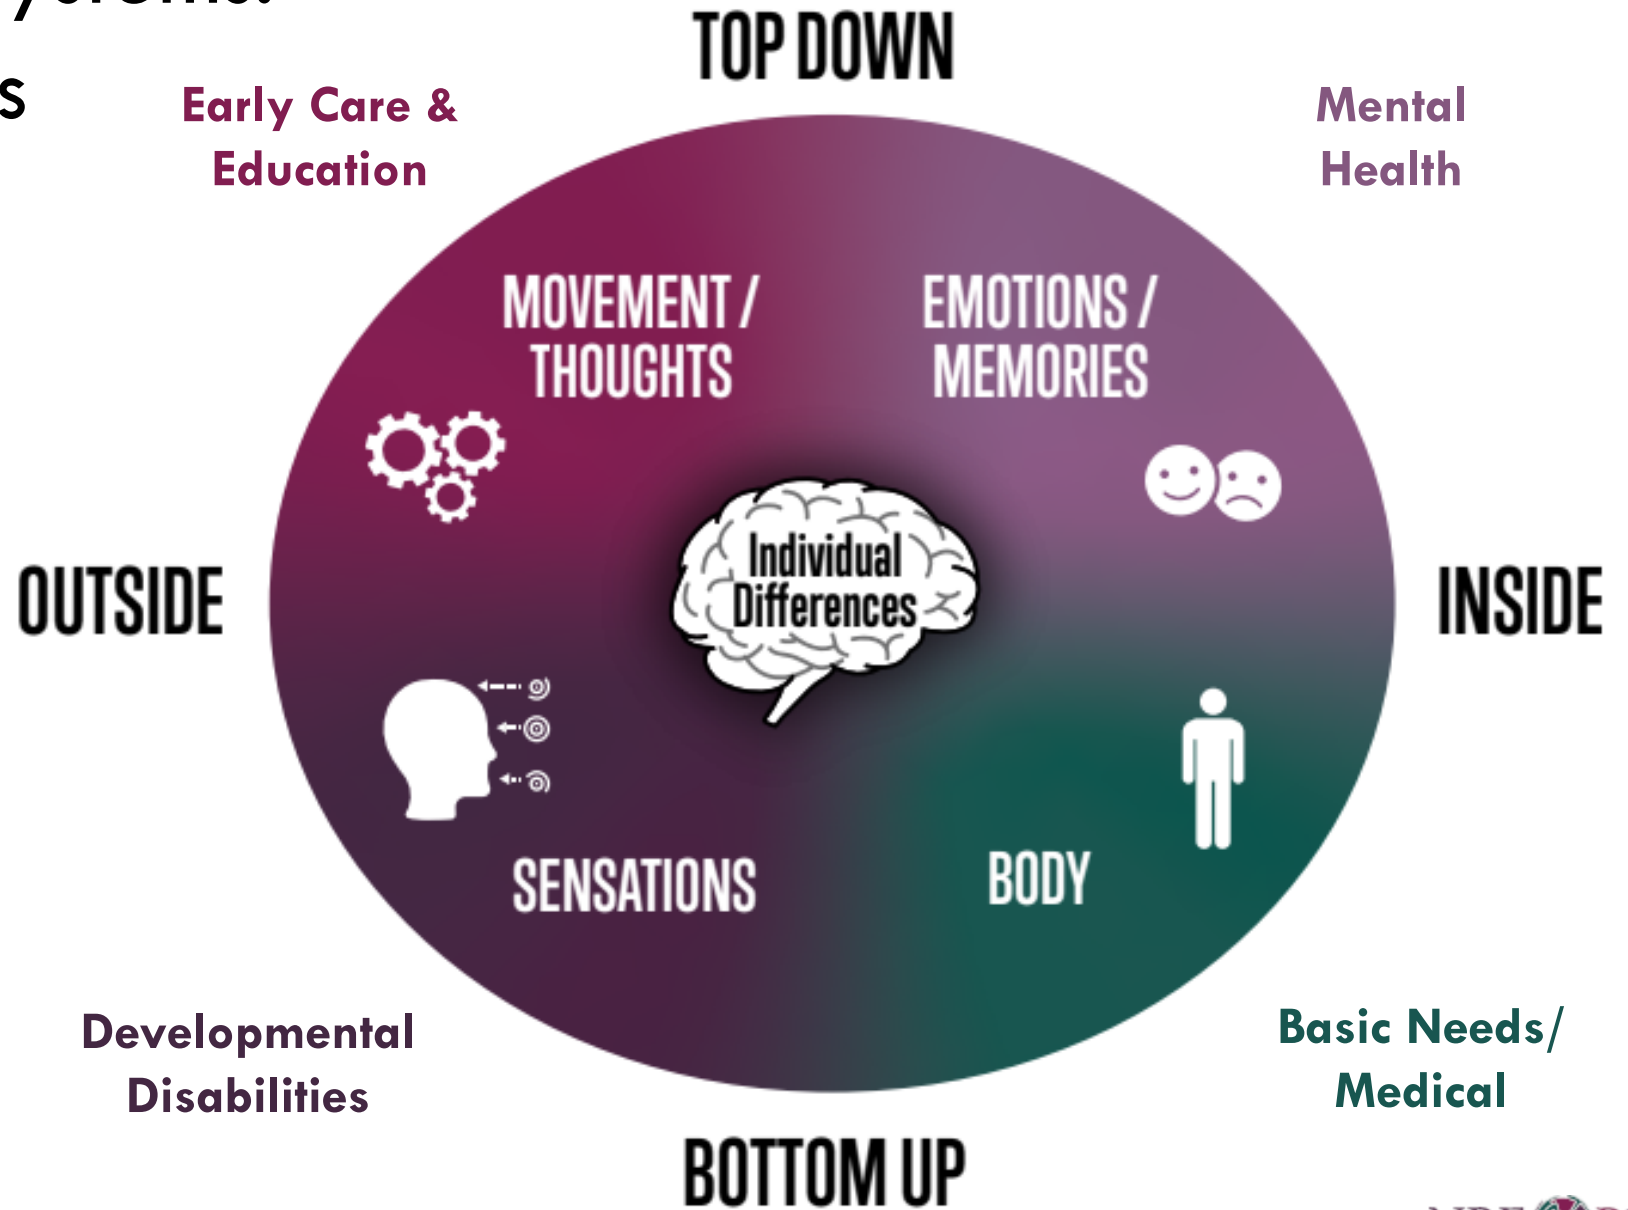 TOP DOWN
s
Early Care &
Education
Mental
Health
MOVEMENT /
THOUGHTS
EMOTIONS /
MEMORIES
Individual
Differences
OUTSIDE
INSIDE
SENSATIONS
BODY
Developmental
Disabilities
Basic Needs/
Medical
BOTTOM UP